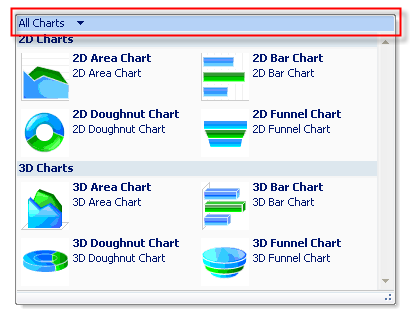 All Charts
2D Charts
2D Area Chart
2D Area Chart
2D Bar Chart
2D Bar Chart
2D Doughnut Chart
2D Doughnut Chart
2D Funnel Chart
2D Funnel Chart
3D Charts
3D Area Chart
3D Area Chart
3D Bar Chart
3D Bar Chart
3D Doughnut Chart
3D Doughnut Chart
3D Funnel Chart
3D Funnel Chart